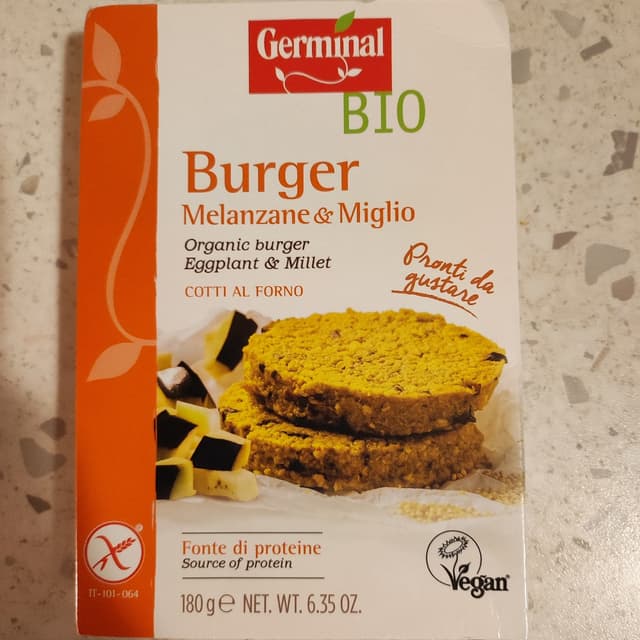 Germinal
BIO
Burger
Melanzane & Miglio
Organic burger
Eggplant & Millet
COTTI AL FORNO
Pronti da
gustare
Fonte di proteine
Source of protein
Vegan
IT-101-064
180 g ℮ NET. WT. 6.35 OZ.